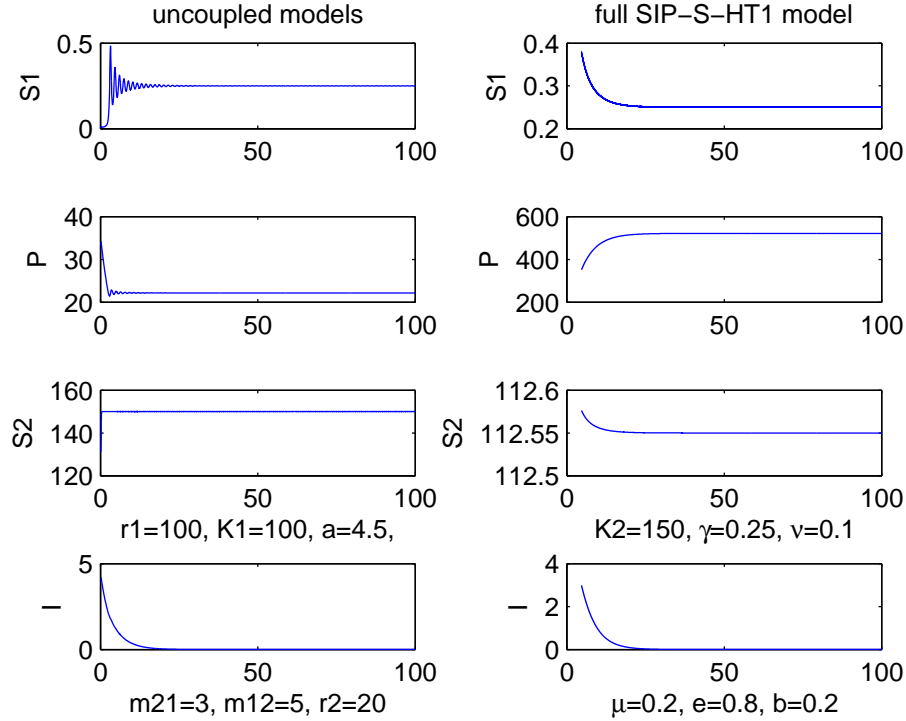 uncoupled models
full SIP−S−HT1 model
0.5
0
S1
0 50 100
0.4
0.3
0.2
S1
0 50 100
40
30
20
P
0 50 100
600
400
200
P
0 50 100
160
140
120
S2
0 50 100
r1=100, K1=100, a=4.5,
112.6
112.55
112.5
S2
0 50 100
K2=150, γ=0.25, ν=0.1
5
0
I
0 50 100
m21=3, m12=5, r2=20
4
2
0
I
0 50 100
μ=0.2, e=0.8, b=0.2